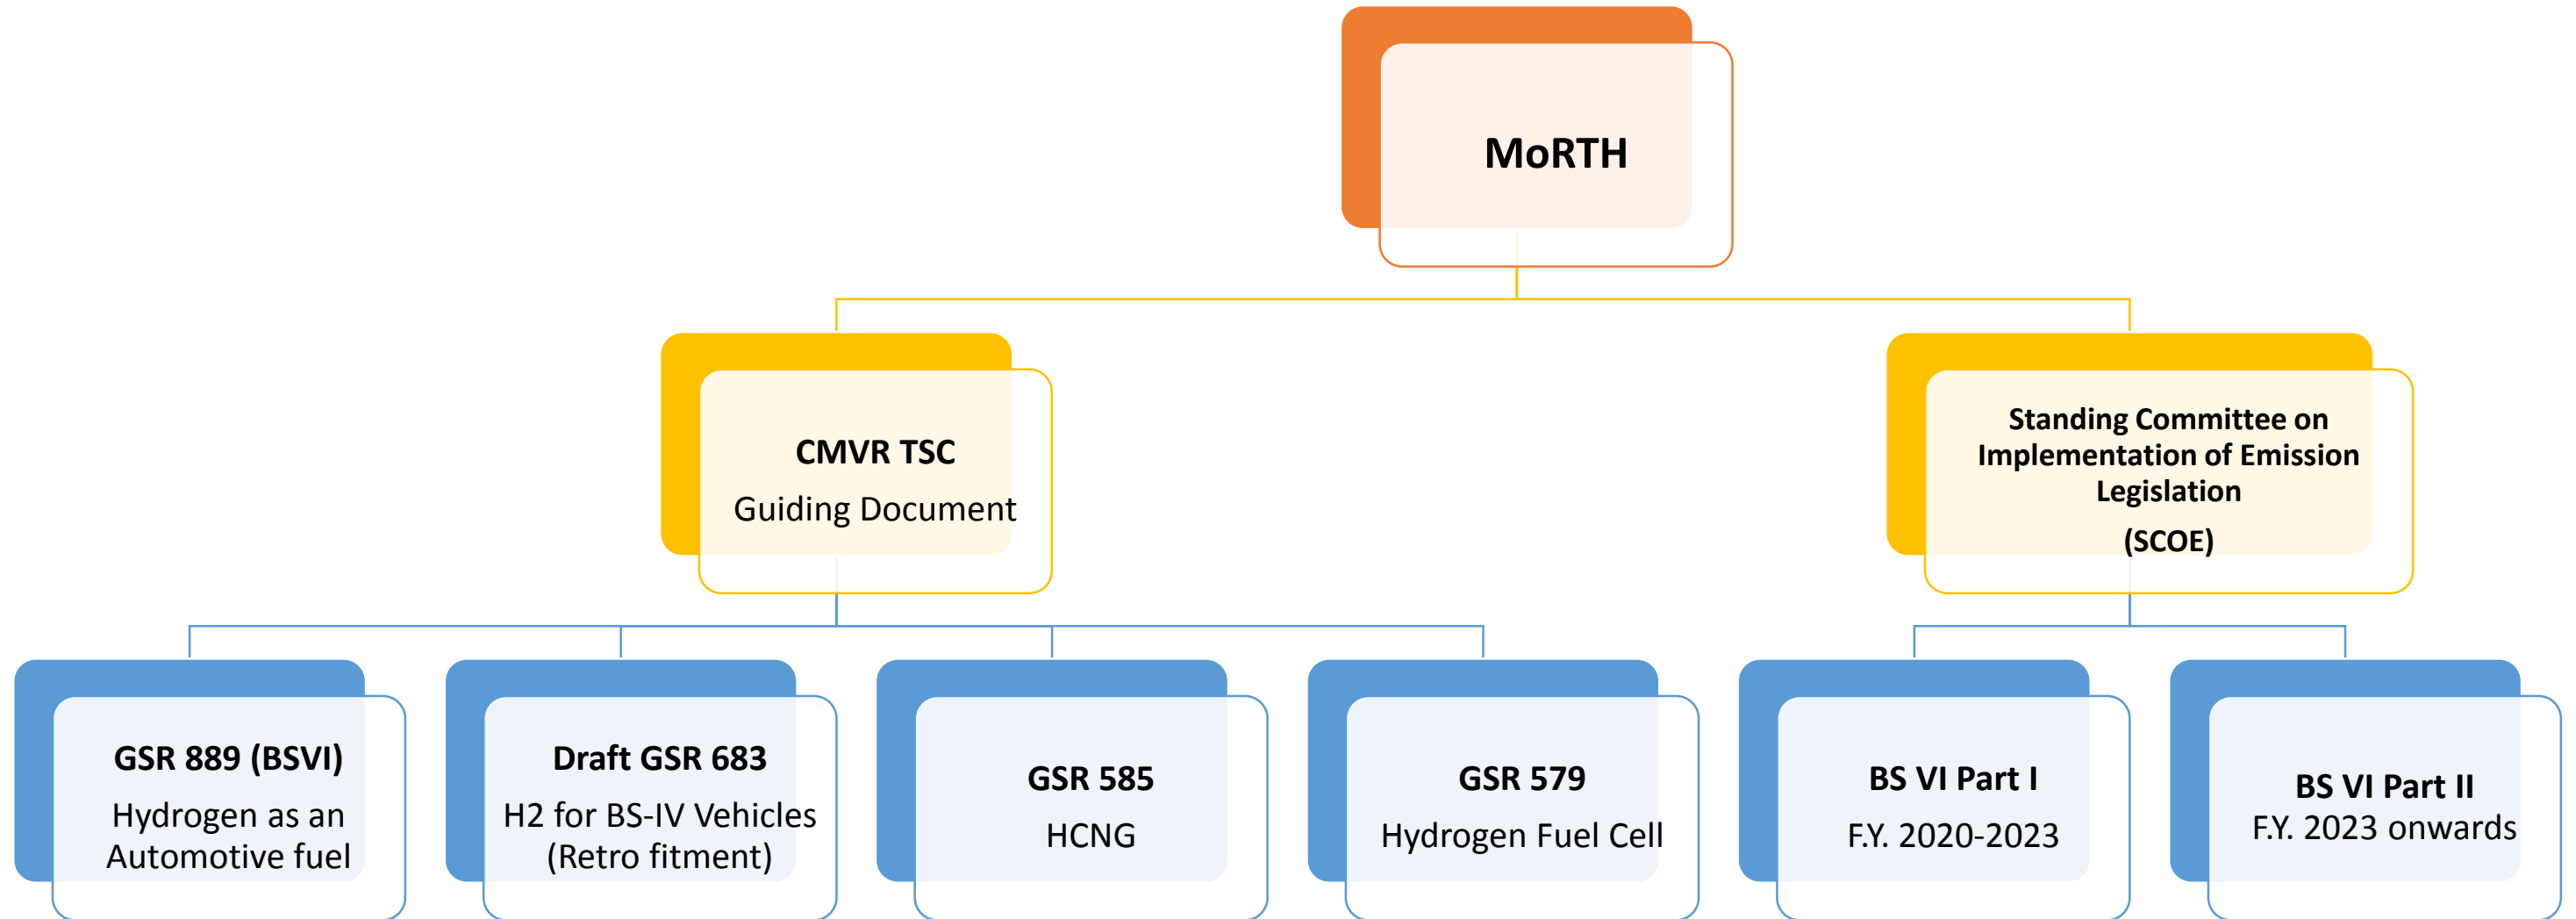 MoRTH
CMVR TSC
Guiding Document
Standing Committee on
Implementation of Emission
Legislation
(SCOE)
GSR 889 (BSVI)
Hydrogen as an
Automotive fuel
Draft GSR 683
H2 for BS-IV Vehicles
(Retro fitment)
GSR 585
HCNG
GSR 579
Hydrogen Fuel Cell
BS VI Part I
F.Y. 2020-2023
BS VI Part II
F.Y. 2023 onwards